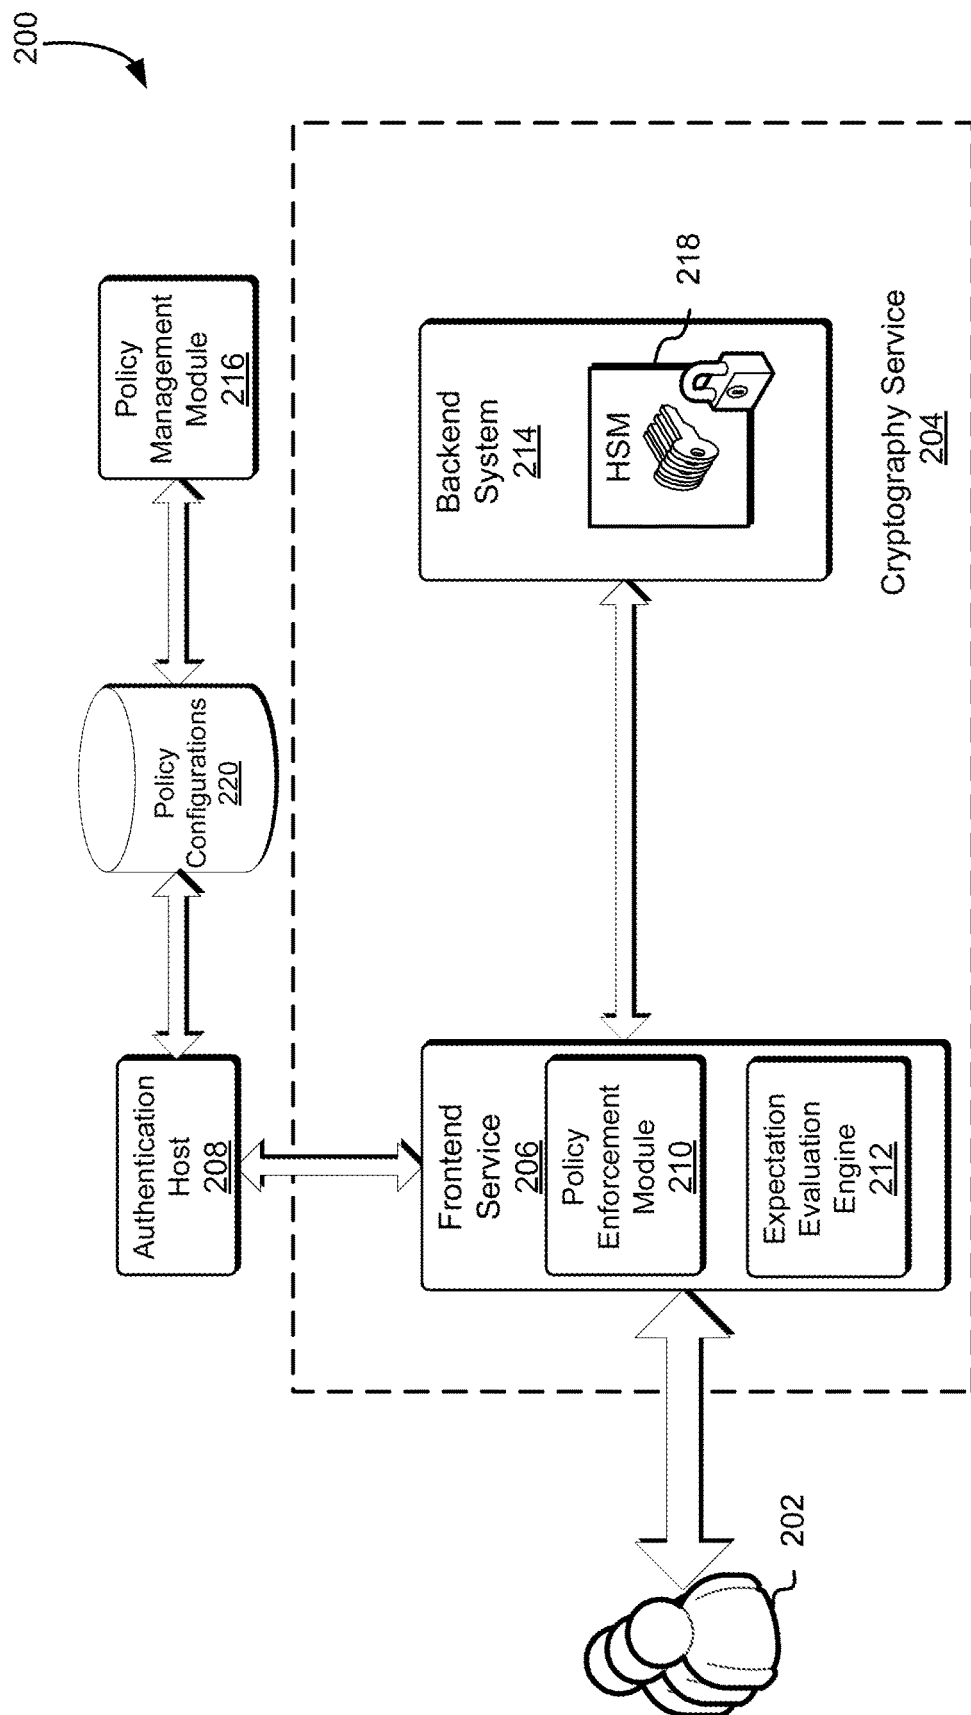 200
Policy
Management
Module
216
Policy
Configurations
220
Authentication
Host
208
Frontend
Service
206
Policy
Enforcement
Module
210
Expectation
Evaluation
Engine
212
Backend
System
214
HSM
218
Cryptography Service
204
202